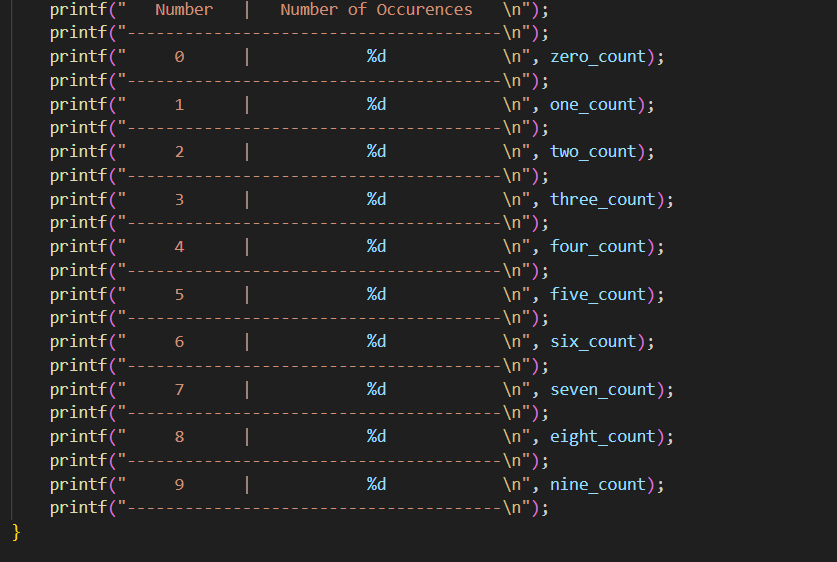 printf("   Number   |   Number of Occurences   \n");
printf("---------------------------------------\n");
printf("     0      |            %d            \n", zero_count);
printf("---------------------------------------\n");
printf("     1      |            %d            \n", one_count);
printf("---------------------------------------\n");
printf("     2      |            %d            \n", two_count);
printf("---------------------------------------\n");
printf("     3      |            %d            \n", three_count);
printf("---------------------------------------\n");
printf("     4      |            %d            \n", four_count);
printf("---------------------------------------\n");
printf("     5      |            %d            \n", five_count);
printf("---------------------------------------\n");
printf("     6      |            %d            \n", six_count);
printf("---------------------------------------\n");
printf("     7      |            %d            \n", seven_count);
printf("---------------------------------------\n");
printf("     8      |            %d            \n", eight_count);
printf("---------------------------------------\n");
printf("     9      |            %d            \n", nine_count);
printf("---------------------------------------\n");
}